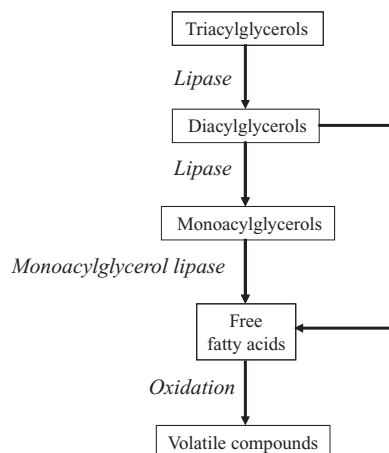 Triacylglycerols
Lipase
Diacylglycerols
Lipase
Monoacylglycerols
Monoacylglycerol lipase
Free
fatty acids
Oxidation
Volatile compounds